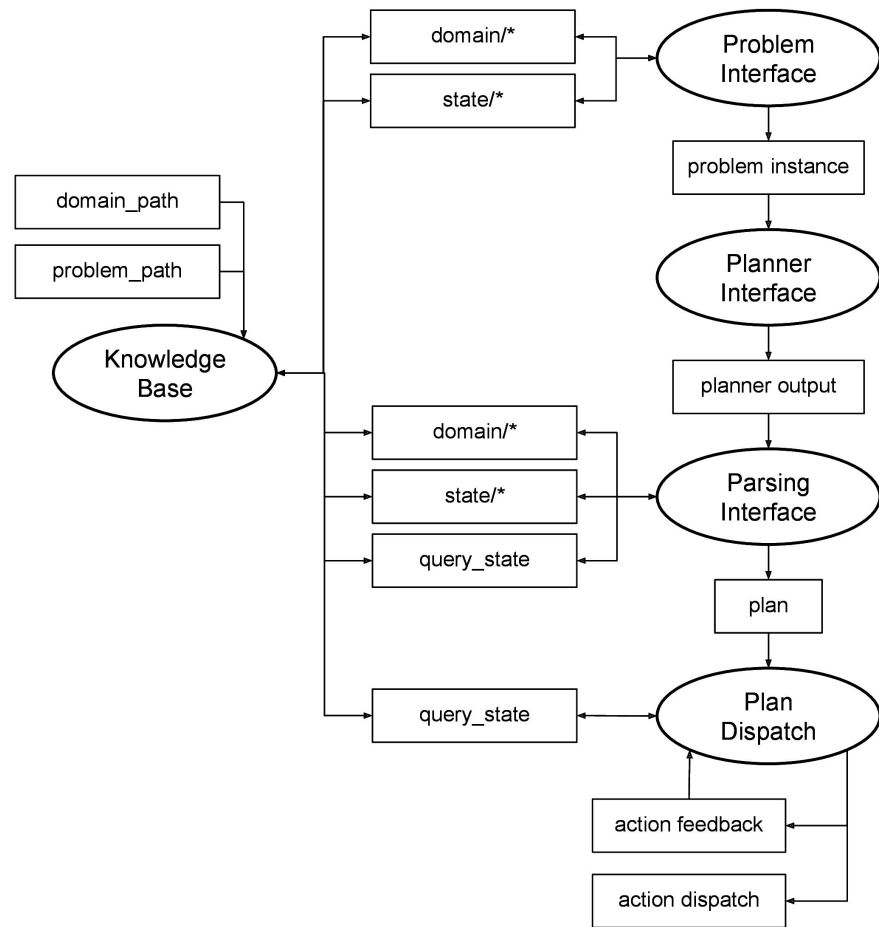 domain/*
state/*
Problem
Interface
problem instance
domain_path
problem_path
Planner
Interface
Knowledge
Base
planner output
domain/*
state/*
query_state
Parsing
Interface
plan
query_state
Plan
Dispatch
action feedback
action dispatch